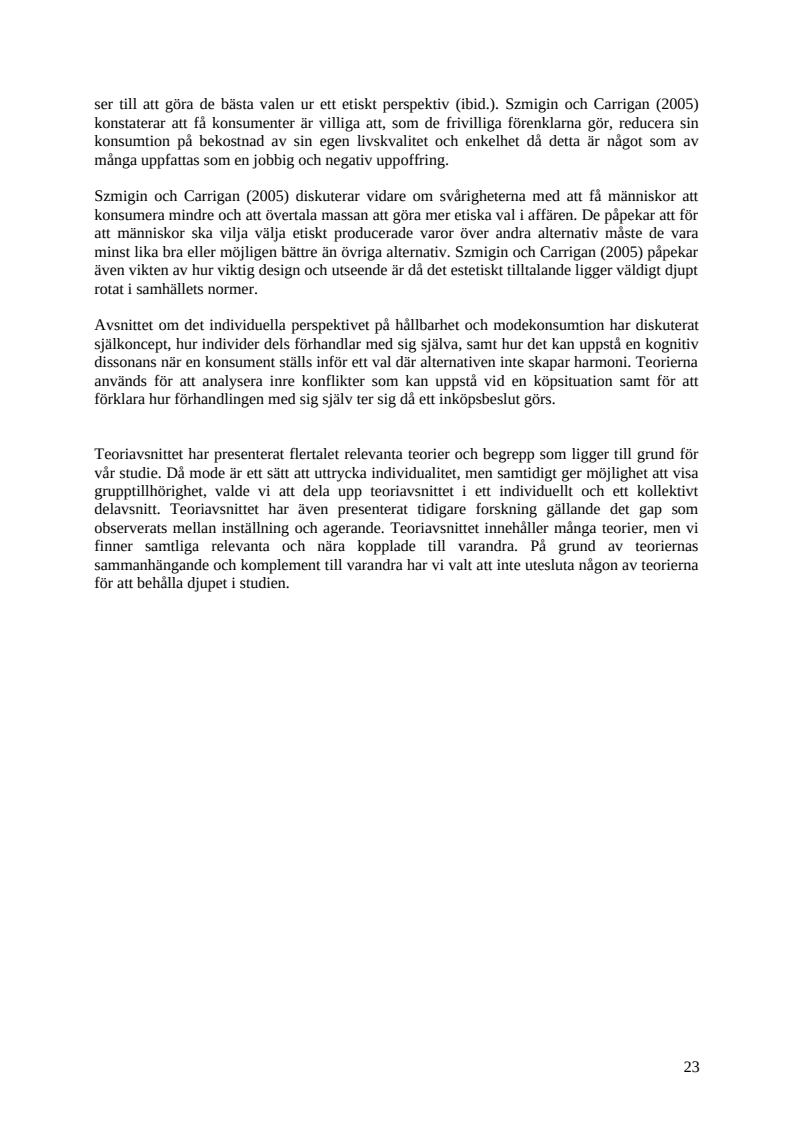 ser till att göra de bästa valen ur ett etiskt perspektiv (ibid.). Szmigin och Carrigan (2005)
konstaterar att få konsumenter är villiga att, som de frivilliga förenklarna gör, reducera sin
konsumtion på bekostnad av sin egen livskvalitet och enkelhet då detta är något som av
många uppfattas som en jobbig och negativ uppoffring.
Szmigin och Carrigan (2005) diskuterar vidare om svårigheterna med att få människor att
konsumera mindre och att övertala massan att göra mer etiska val i affären. De påpekar att för
att människor ska vilja välja etiskt producerade varor över andra alternativ måste de vara
minst lika bra eller möjligen bättre än övriga alternativ. Szmigin och Carrigan (2005) påpekar
även vikten av hur viktig design och utseende är då det estetiskt tilltalande ligger väldigt djupt
rotat i samhällets normer.
Avsnittet om det individuella perspektivet på hållbarhet och modekonsumtion har diskuterat
själkoncept, hur individer dels förhandlar med sig själva, samt hur det kan uppstå en kognitiv
dissonans när en konsument ställs inför ett val där alternativen inte skapar harmoni. Teorierna
används för att analysera inre konflikter som kan uppstå vid en köpsituation samt för att
förklara hur förhandlingen med sig själv ter sig då ett inköpsbeslut görs.
Teoriavsnittet har presenterat flertalet relevanta teorier och begrepp som ligger till grund för
vår studie. Då mode är ett sätt att uttrycka individualitet, men samtidigt ger möjlighet att visa
grupptillhörighet, valde vi att dela upp teoriavsnittet i ett individuellt och ett kollektivt
delavsnitt. Teoriavsnittet har även presenterat tidigare forskning gällande det gap som
observerats mellan inställning och agerande. Teoriavsnittet innehåller många teorier, men vi
finner samtliga relevanta och nära kopplade till varandra. På grund av teoriernas
sammanhängande och komplement till varandra har vi valt att inte utesluta någon av teorierna
för att behålla djupet i studien.
23